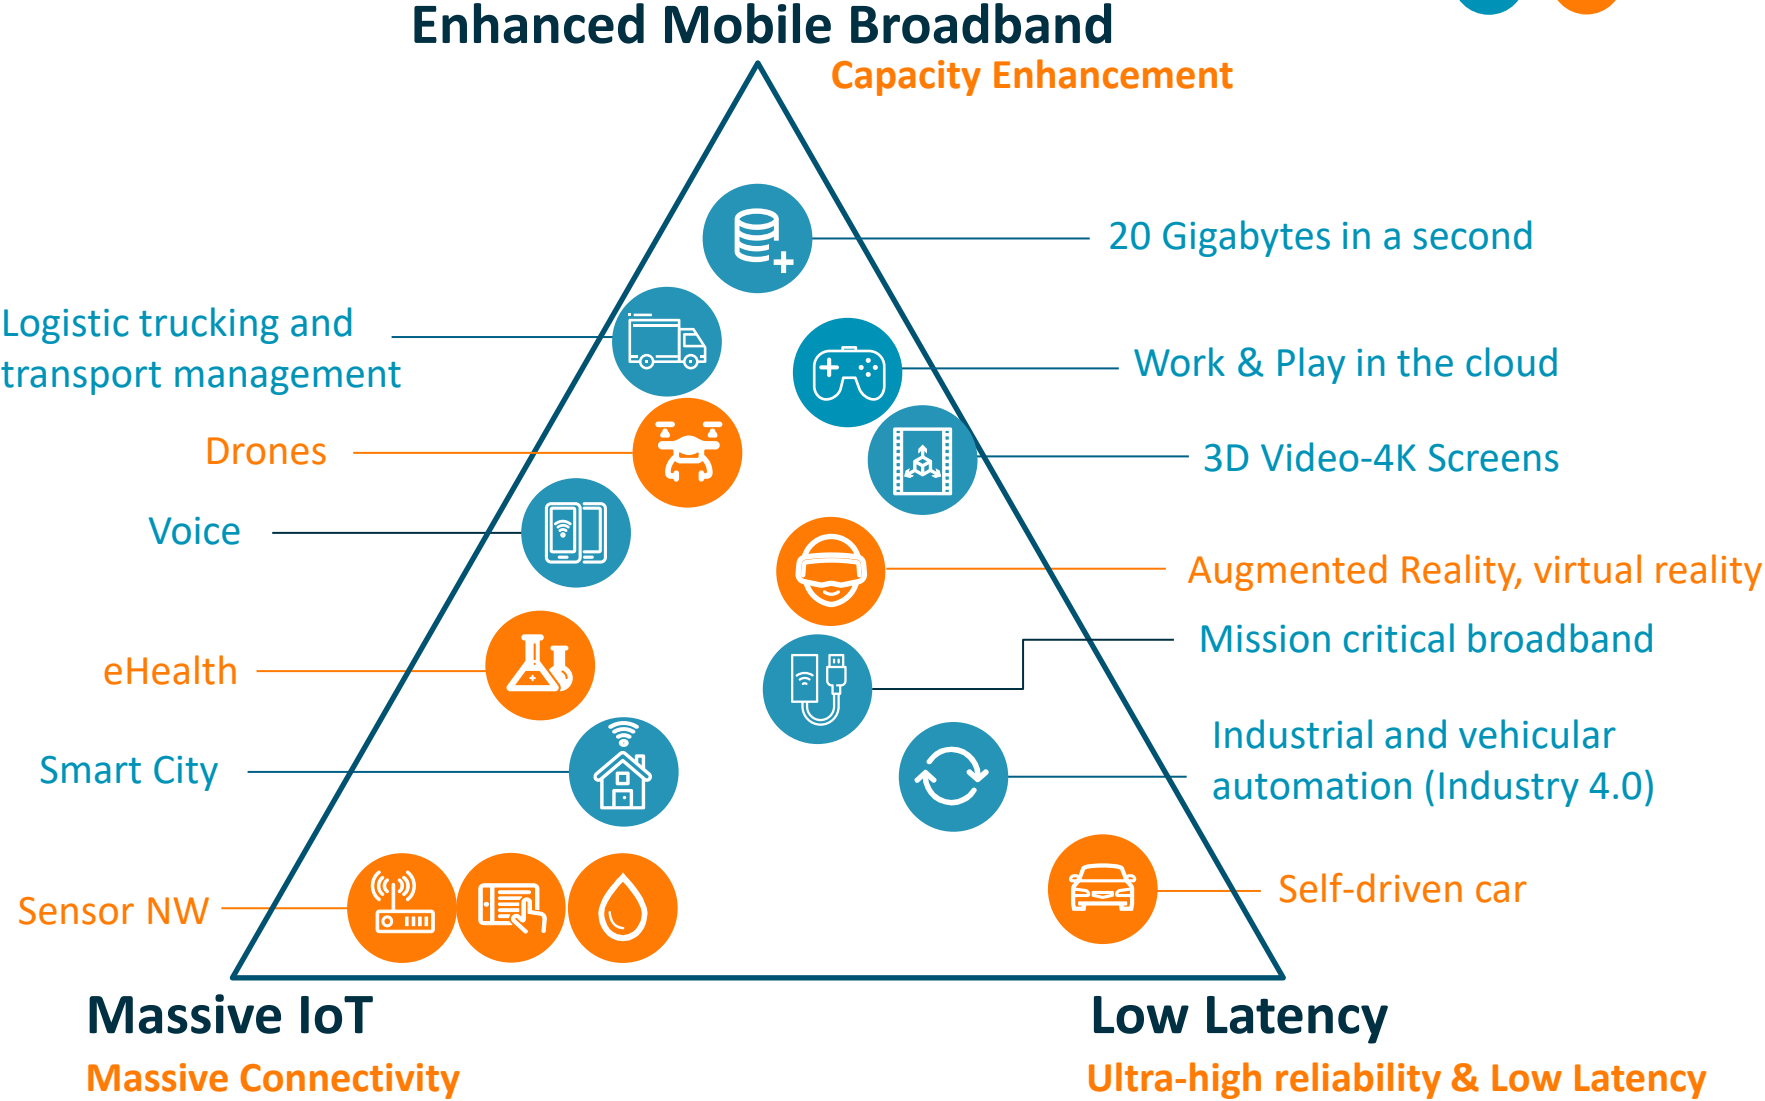 Enhanced Mobile Broadband
Capacity Enhancement
20 Gigabytes in a second
Logistic trucking and
transport management
Work & Play in the cloud
Drones
3D Video-4K Screens
Voice
Augmented Reality, virtual reality
Mission critical broadband
eHealth
Industrial and vehicular
automation (Industry 4.0)
Smart City
Self-driven car
Sensor NW
Massive IoT
Massive Connectivity
Low Latency
Ultra-high reliability & Low Latency